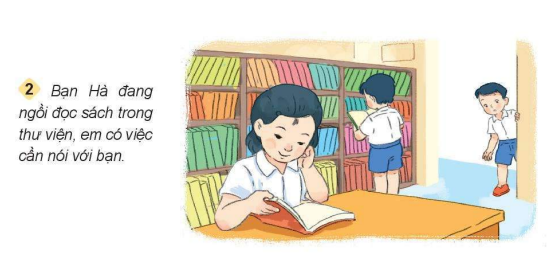 2 Bạn Hà đang
ngồi đọc sách trong
thư viện, em có việc
cần nói với bạn.